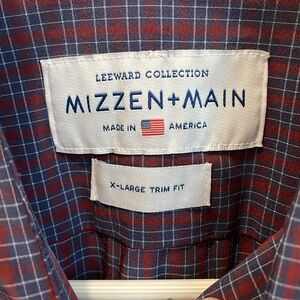 LEEWARD COLLECTION
MIZZEN+MAIN
MADE IN AMERICA
X-LARGE TRIM FIT